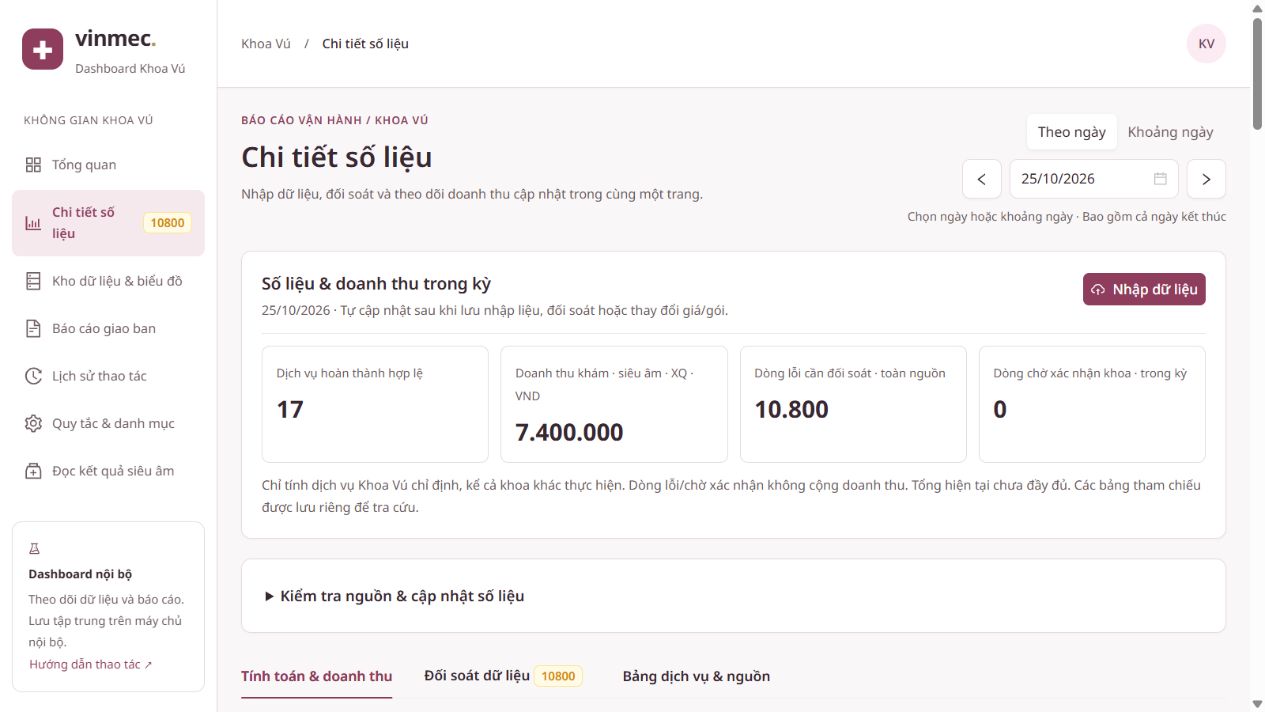 vinmec.
Dashboard Khoa Vú
KHÔNG GIAN KHOA VÚ
Tổng quan
Chi tiết số liệu
10800
Kho dữ liệu & biểu đồ
Báo cáo giao ban
Lịch sử thao tác
Quy tắc & danh mục
Đọc kết quả siêu âm
Dashboard nội bộ
Theo dõi dữ liệu và báo cáo.
Lưu tập trung trên máy chủ
nội bộ.
Hướng dẫn thao tác ↗
Khoa Vú / Chi tiết số liệu
KV
BÁO CÁO VẬN HÀNH / KHOA VÚ
Chi tiết số liệu
Nhập dữ liệu, đối soát và theo dõi doanh thu cập nhật trong cùng một trang.
Theo ngày
Khoảng ngày
25/10/2026
Chọn ngày hoặc khoảng ngày · Bao gồm cả ngày kết thúc
Số liệu & doanh thu trong kỳ
25/10/2026 · Tự cập nhật sau khi lưu nhập liệu, đối soát hoặc thay đổi giá/gói.
Nhập dữ liệu
Dịch vụ hoàn thành hợp lệ
17
Doanh thu khám · siêu âm · XQ ·
VND
7.400.000
Dòng lỗi cần đối soát · toàn nguồn
10.800
Dòng chờ xác nhận khoa · trong kỳ
0
Chỉ tính dịch vụ Khoa Vú chỉ định, kể cả khoa khác thực hiện. Dòng lỗi/chờ xác nhận không cộng doanh thu. Tổng hiện tại chưa đầy đủ. Các bảng tham chiếu
được lưu riêng để tra cứu.
Kiểm tra nguồn & cập nhật số liệu
Tính toán & doanh thu
Đối soát dữ liệu 10800
Bảng dịch vụ & nguồn